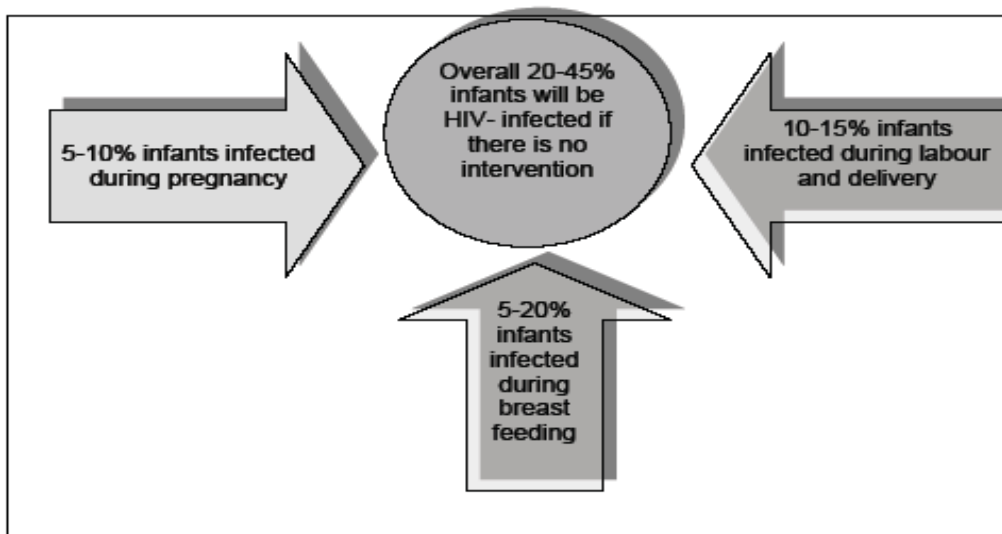 Overall 20-45%
infants will be
HIV- infected if
there is no
intervention
5-10% infants infected
during pregnancy
10-15% infants
infected during labour
and delivery
5-20%
infants
infected
during
breast
feeding